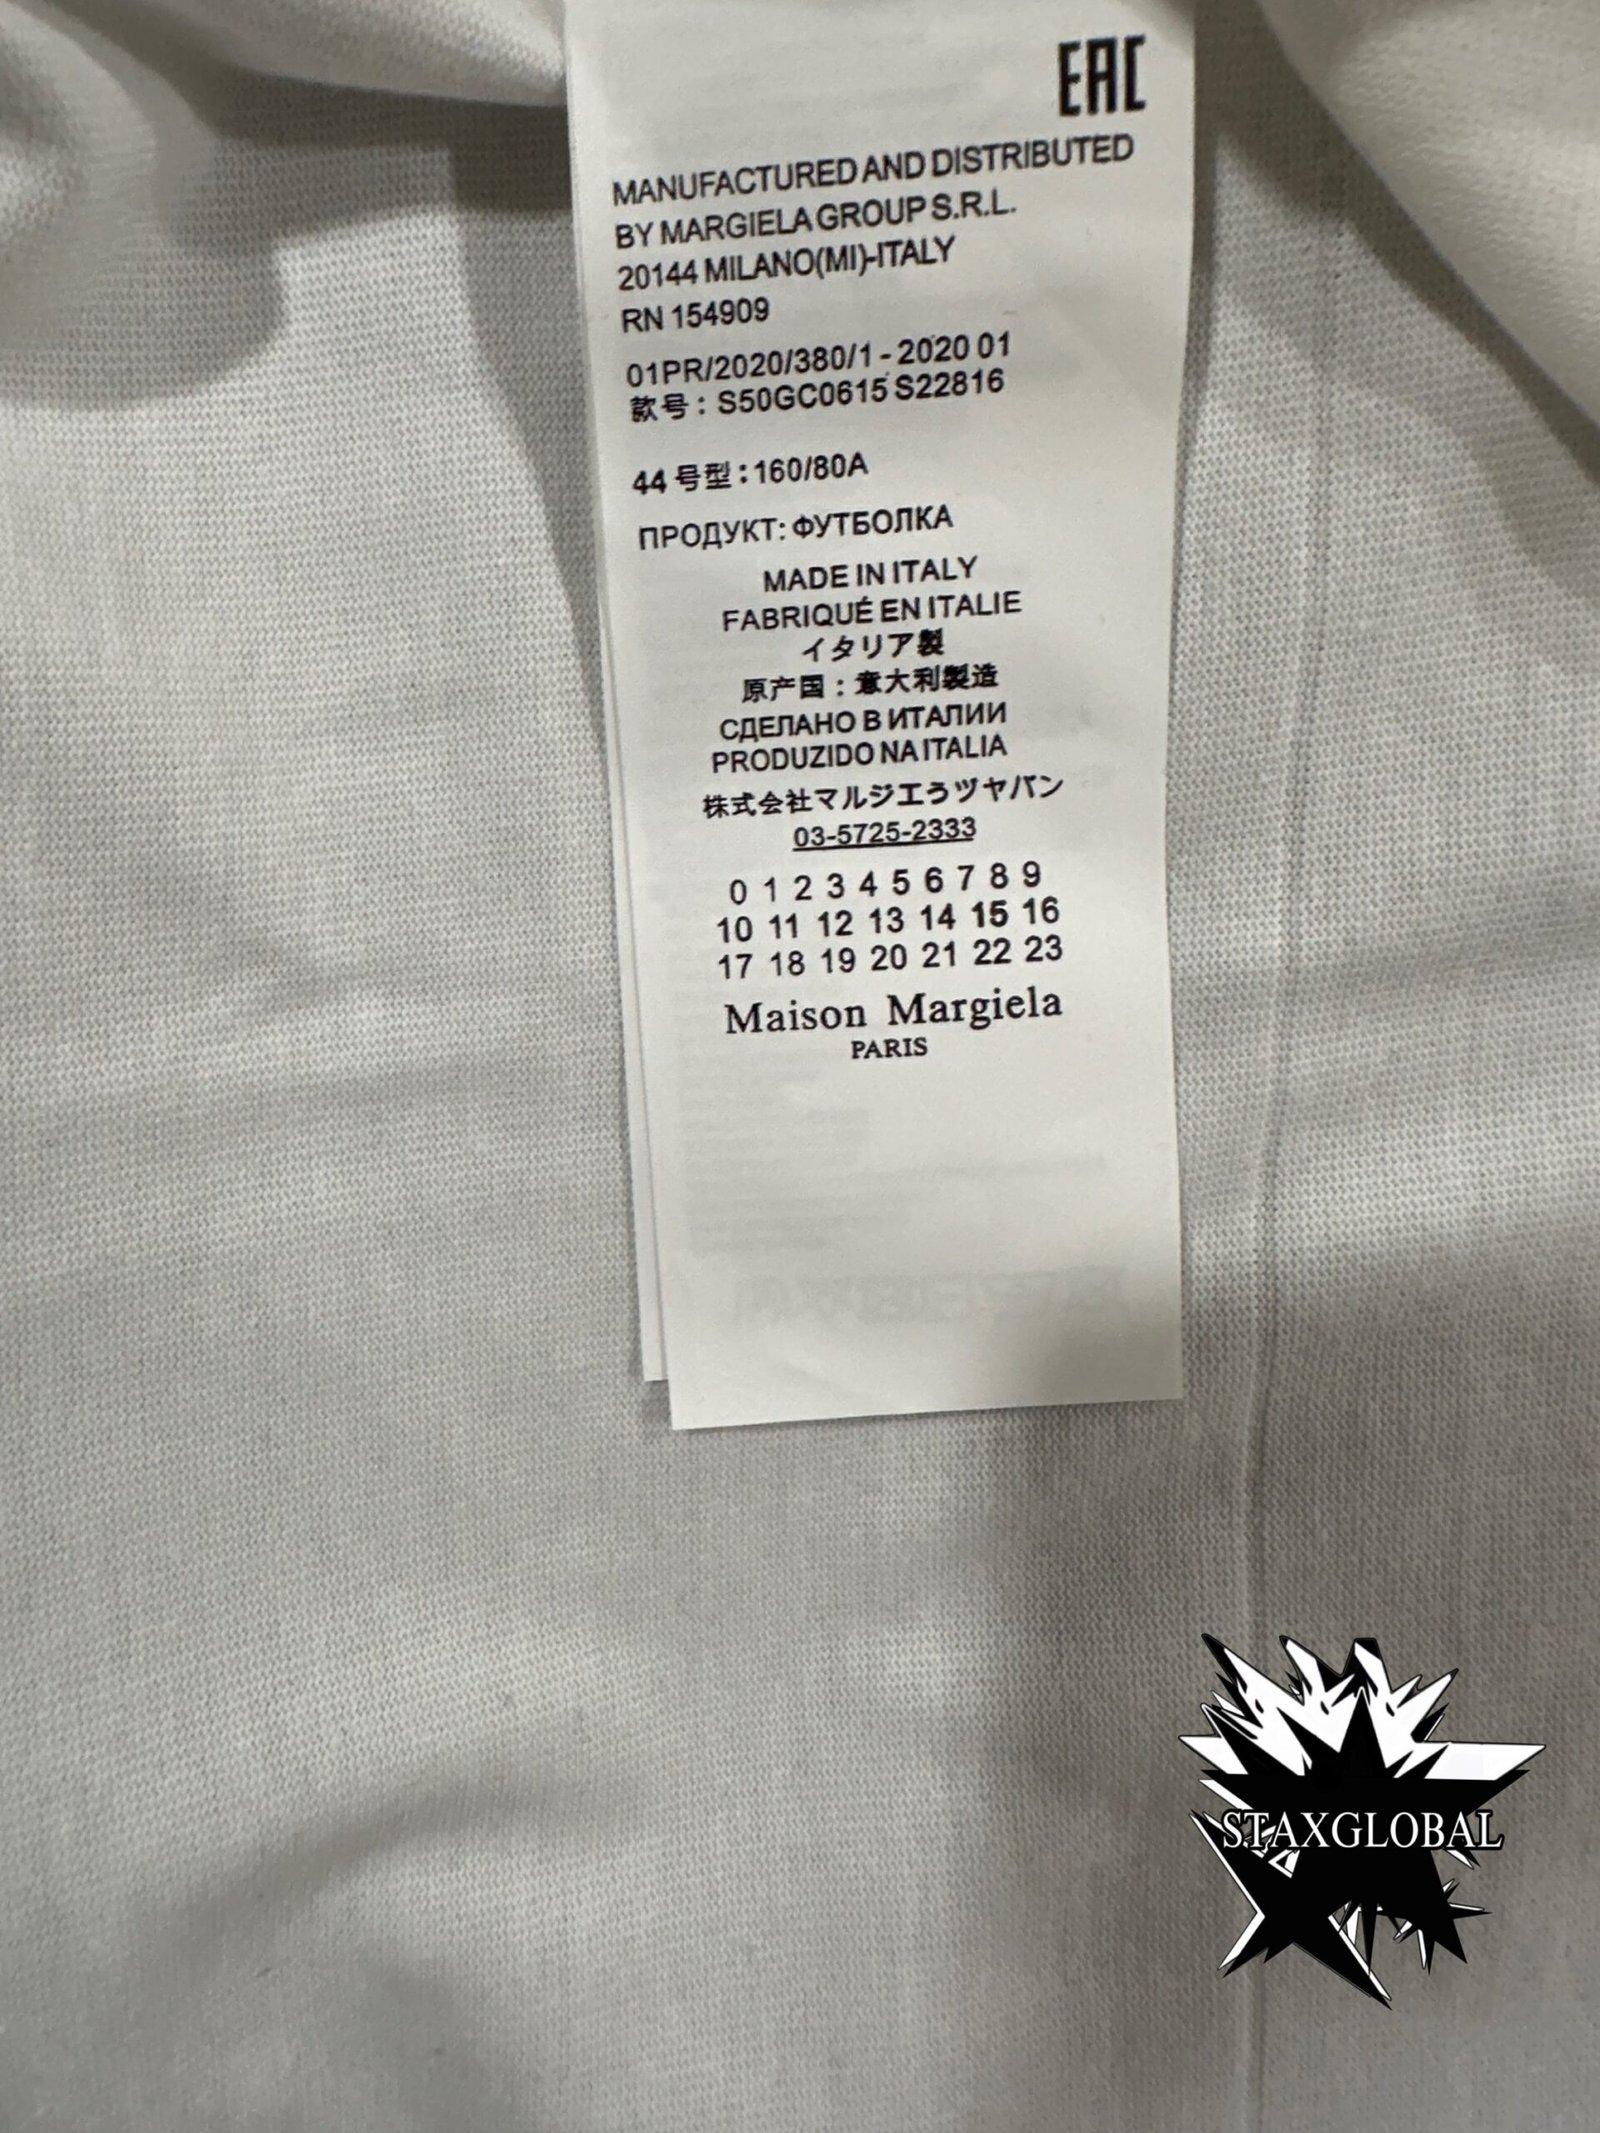 EAC
MANUFACTURED AND DISTRIBUTED
BY MARGIELA GROUP S.R.L.
20144 MILANO(MI)-ITALY
RN 154909
01PR/2020/380/1 - 2020 01
款号: S50GC0615 S22816
44 号型:160/80A
ПРОДУКТ: ФУТБОЛКА
MADE IN ITALY
FABRIQUÉ EN ITALIE
イタリア製
原产国:意大利製造
СДЕЛАНО В ИТАЛИИ
PRODUZIDO NA ITALIA
株式会社マルジエうツヤバン
03-5725-2333
0 1 2 3 4 5 6 7 8 9
10 11 12 13 14 15 16
17 18 19 20 21 22 23
Maison Margiela
PARIS
STAXGLOBAL